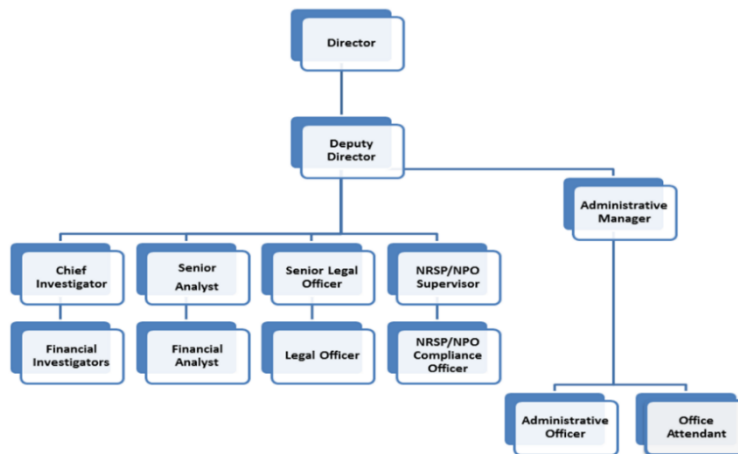 Director
Deputy
Director
Administrative
Manager
Chief
Investigator
Senior
Analyst
Senior Legal
Officer
NRSP/NPO
Supervisor
Financial
Investigators
Financial
Analyst
Legal Officer
NRSP/NPO
Compliance
Officer
Administrative
Officer
Office
Attendant